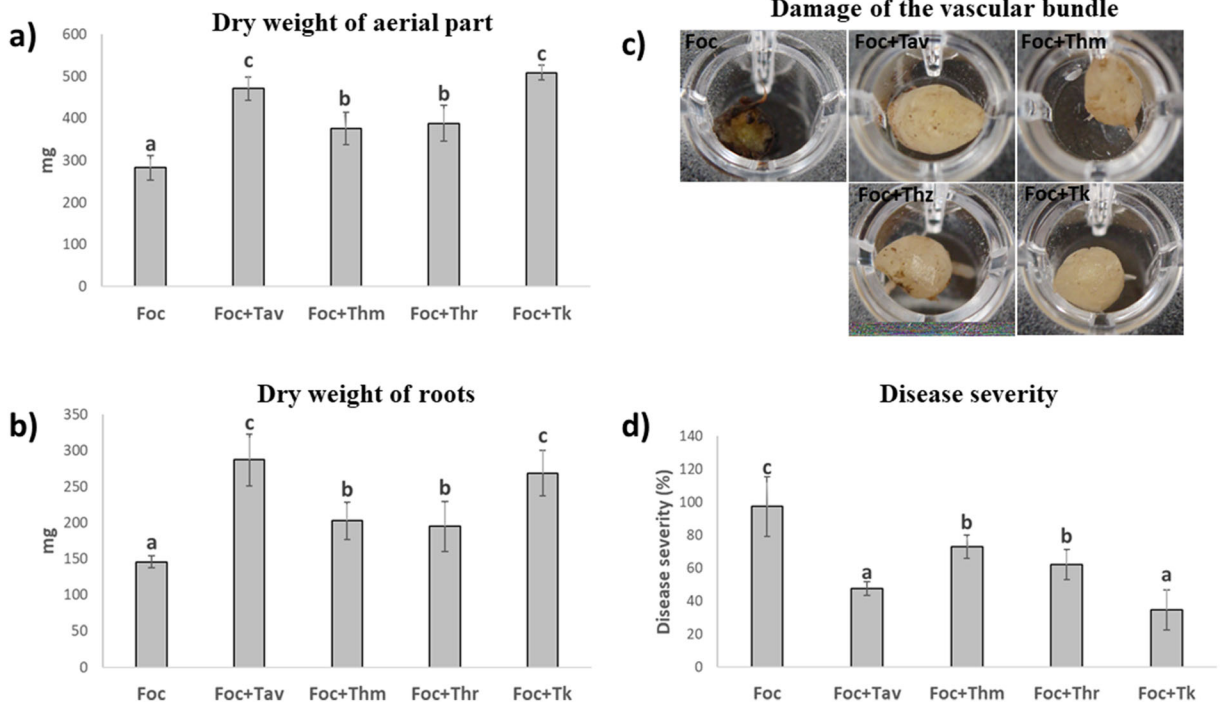 a)
Dry weight of aerial part
600
500
400
300
200
100
0
mg
a
c
b
b
c
Foc
Foc+Tav
Foc+Thm
Foc+Thr
Foc+Tk
Damage of the vascular bundle
c)
Foc
Foc+Tav
Foc+Thm
Foc+Thz
Foc+Tk
b)
Dry weight of roots
350
300
250
200
150
100
50
0
mg
a
c
b
b
c
Foc
Foc+Tav
Foc+Thm
Foc+Thr
Foc+Tk
d)
Disease severity
140
120
100
80
60
40
20
0
Disease severity (%)
c
a
b
b
a
Foc
Foc+Tav
Foc+Thm
Foc+Thr
Foc+Tk